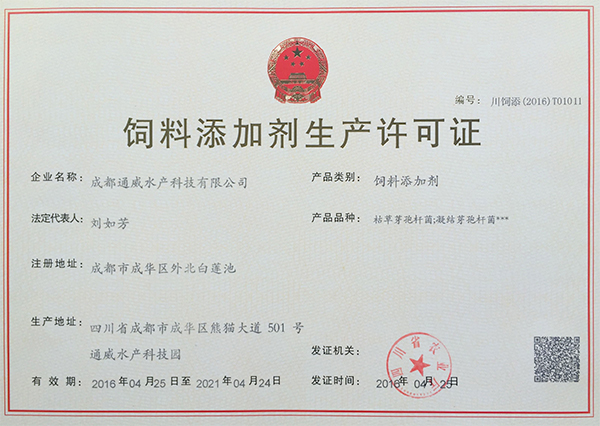 编号: 川饲添(2016)T01011
饲料添加剂生产许可证
企业名称: 成都通威水产科技有限公司
产品类别: 饲料添加剂
法定代表人: 刘如芳
产品品种: 枯草芽孢杆菌;凝结芽孢杆菌***
注册地址: 成都市成华区外北白莲池
生产地址: 四川省成都市成华区熊猫大道 501 号
通威水产科技园
发证机关:
四川省农业厅
有效期: 2016年04月25日至2021年04月24日
发证时间: 2016年04月25日